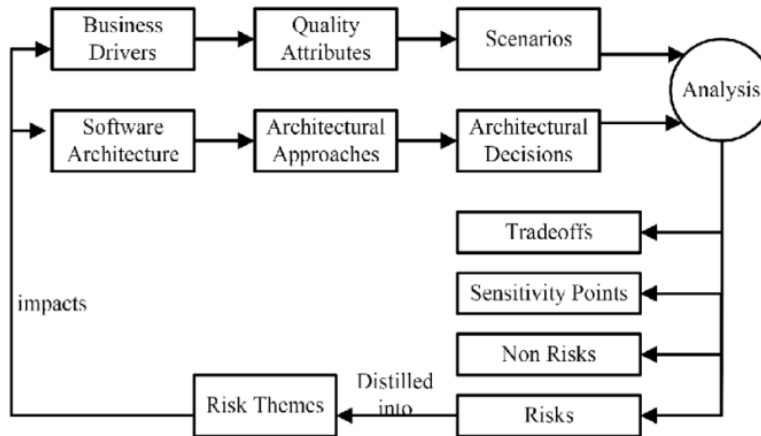 Business
Drivers
Quality
Attributes
Scenarios
Analysis
Software
Architecture
Architectural
Approaches
Architectural
Decisions
Tradeoffs
Sensitivity Points
impacts
Non Risks
Risk Themes
Distilled
into
Risks